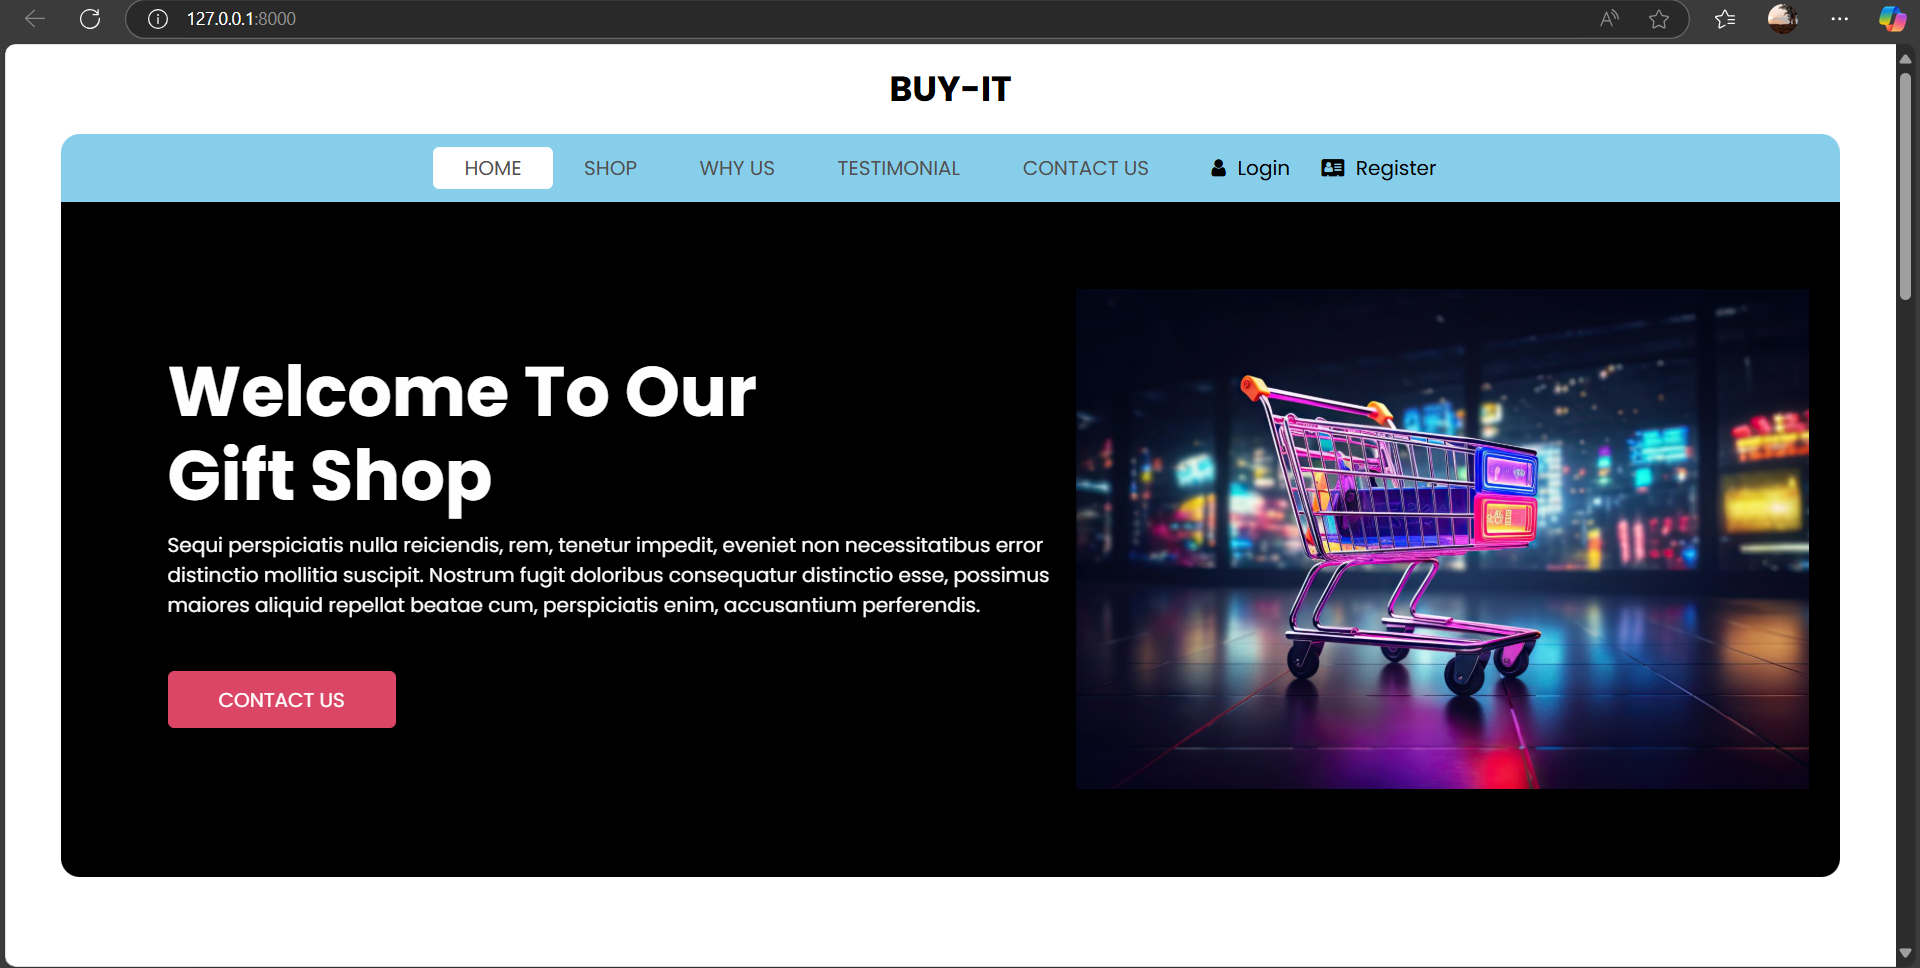 127.0.0.1:8000
BUY-IT
HOME SHOP WHY US TESTIMONIAL CONTACT US Login Register
Welcome To Our
Gift Shop
Sequi perspiciatis nulla reiciendis, rem, tenetur impedit, eveniet non necessitatibus error
distinctio mollitia suscipit. Nostrum fugit doloribus consequatur distinctio esse, possimus
maiores aliquid repellat beatae cum, perspiciatis enim, accusantium perferendis.
CONTACT US